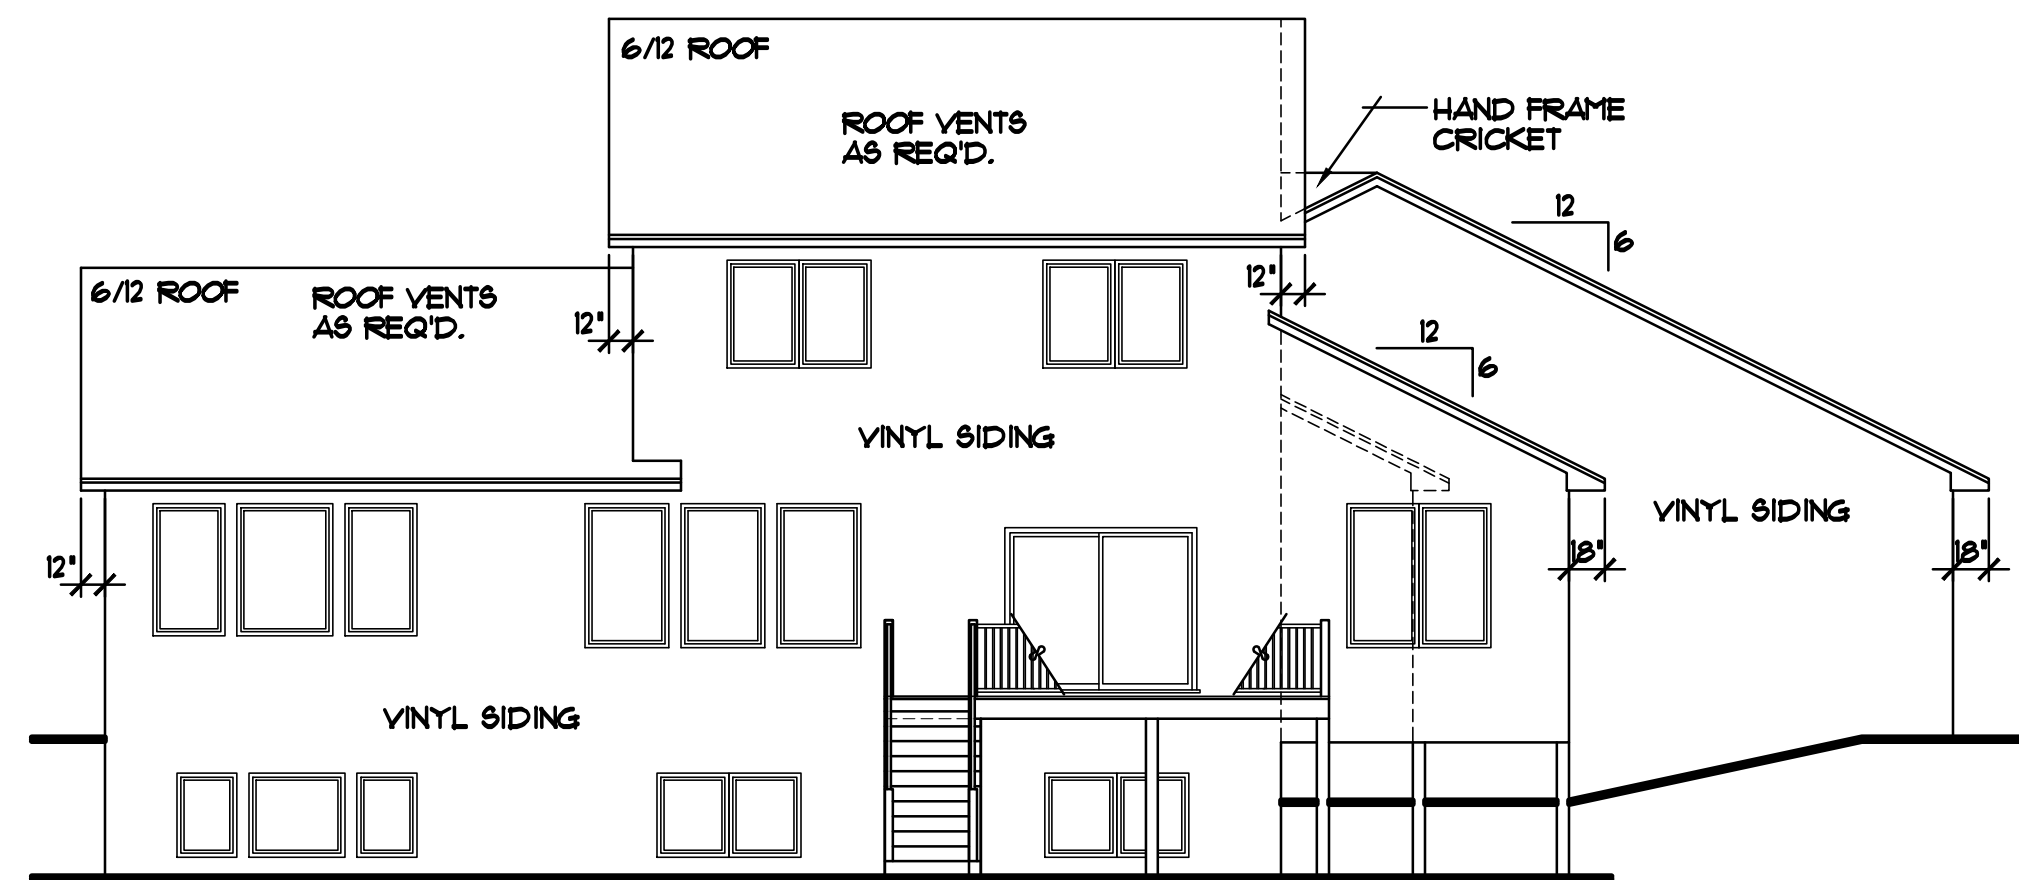 6/12 ROOF
ROOF VENTS
AS REQ'D.
HAND FRAME
CRICKET
12
6
12"
6/12 ROOF
ROOF VENTS
AS REQ'D.
12"
12
6
VINYL SIDING
VINYL SIDING
12"
18"
18"
VINYL SIDING